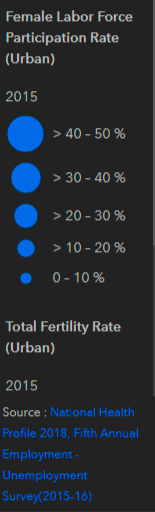 Female Labor Force
Participation Rate
(Urban)
2015
> 40 – 50 %
> 30 – 40 %
> 20 – 30 %
> 10 – 20 %
0 – 10 %
Total Fertility Rate
(Urban)
2015
Source : National Health
Profile 2018, Fifth Annual
Employment -
Unemployment
Survey(2015-16)